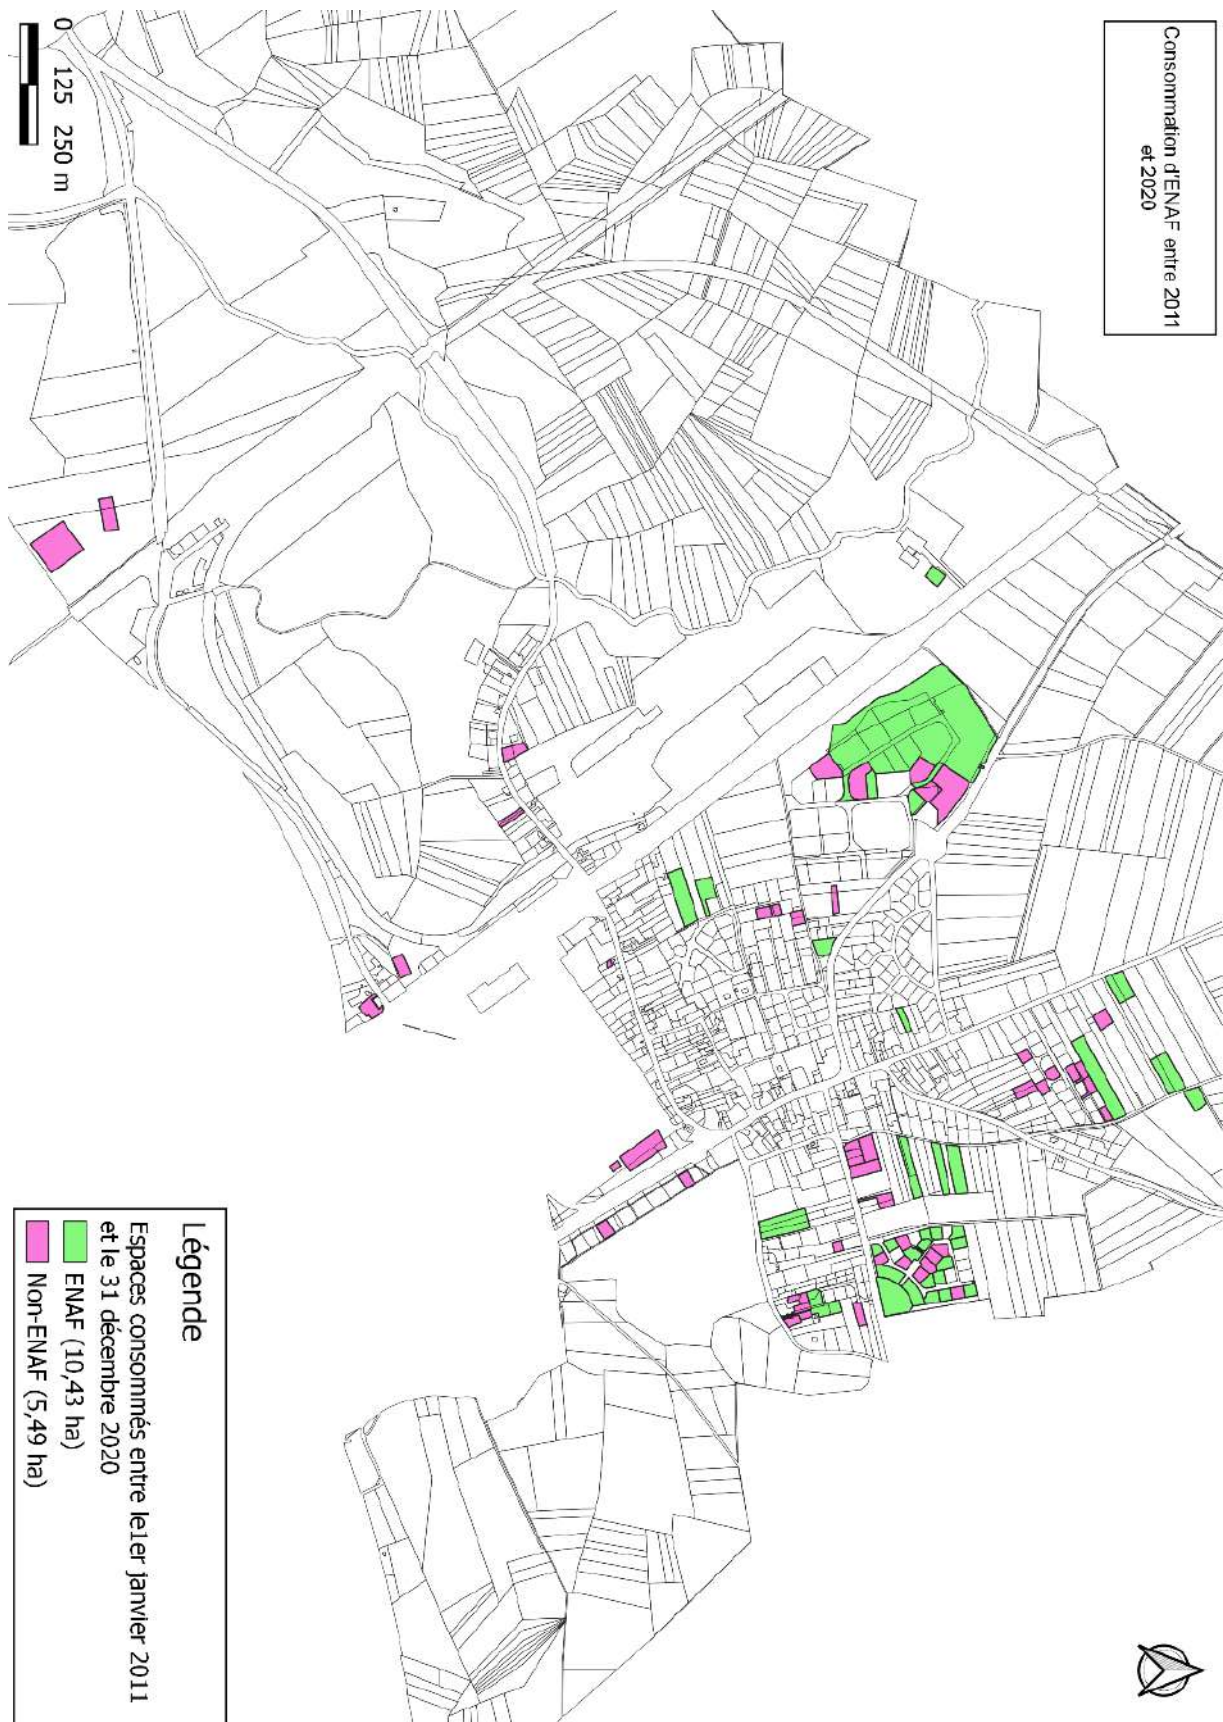 Consommation d'ENAF entre 2011
et 2020
Légende
Espaces consommés entre le1er janvier 2011
et le 31 décembre 2020
ENAF (10,43 ha)
Non-ENAF (5,49 ha)
0 125 250 m